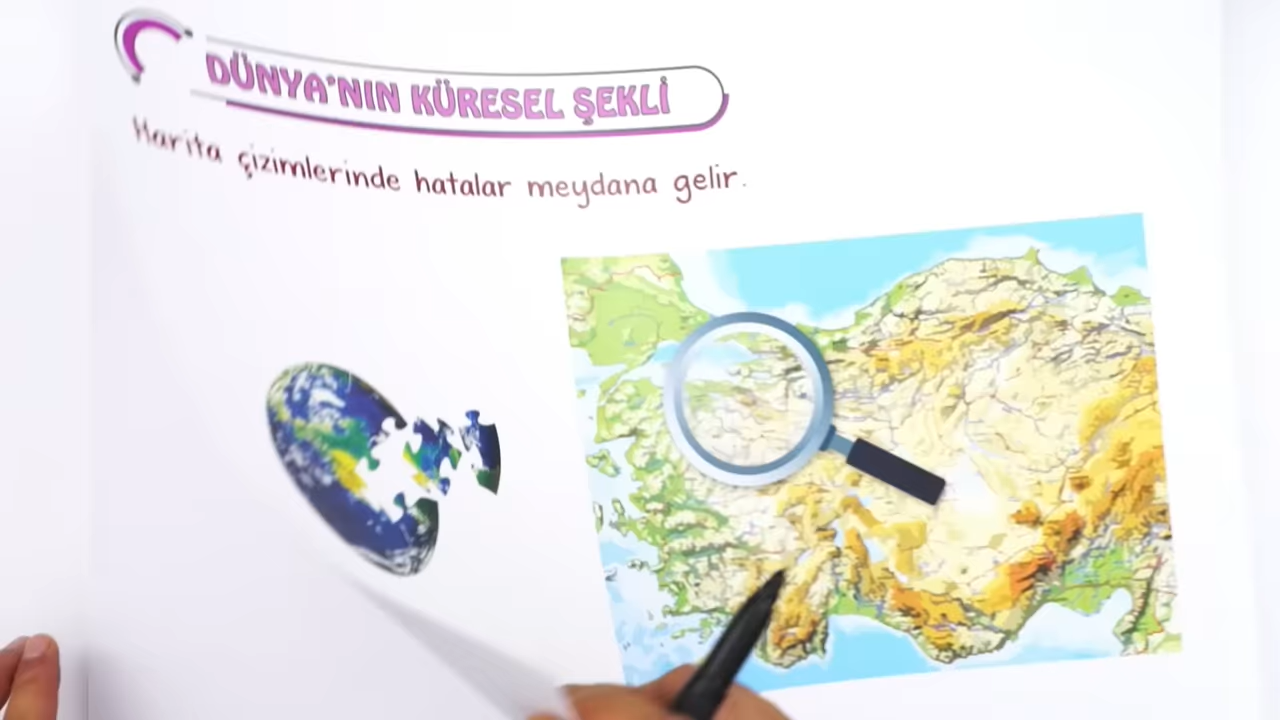 DÜNYA'NIN KÜRESEL ŞEKLİ
Harita çizimlerinde hatalar meydana gelir.